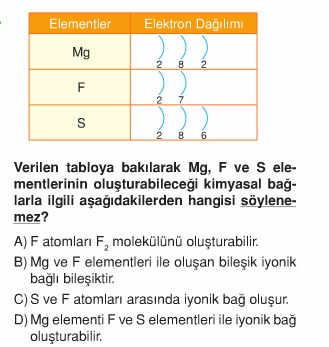 Elementler Elektron Dağılımı
Mg 2 8 2
F 2 7
S 2 8 6
Verilen tabloya bakılarak Mg, F ve S ele-
mentlerinin oluşturabileceği kimyasal bağ-
larla ilgili aşağıdakilerden hangisi söylene-
mez?
A) F atomları F₂ molekülünü oluşturabilir.
B) Mg ve F elementleri ile oluşan bileşik iyonik
bağlı bileşiktir.
C) S ve F atomları arasında iyonik bağ oluşur.
D) Mg elementi F ve S elementleri ile iyonik bağ
oluşturabilir.